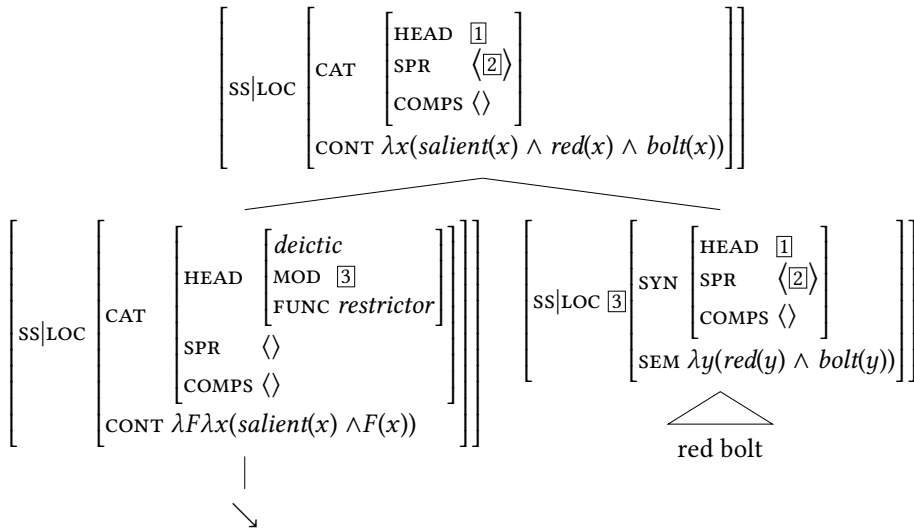 HEAD 1
SPR ⟨2⟩
COMPS ⟨⟩
CAT
SS|LOC
CONT λx(salient(x) ∧ red(x) ∧ bolt(x))
deictic
MOD 3
FUNC restrictor
HEAD
SPR ⟨⟩
COMPS ⟨⟩
CAT
SS|LOC
CONT λFλx(salient(x) ∧F(x))
↘
HEAD 1
SPR ⟨2⟩
COMPS ⟨⟩
SYN
SS|LOC 3
SEM λy(red(y) ∧ bolt(y))
red bolt